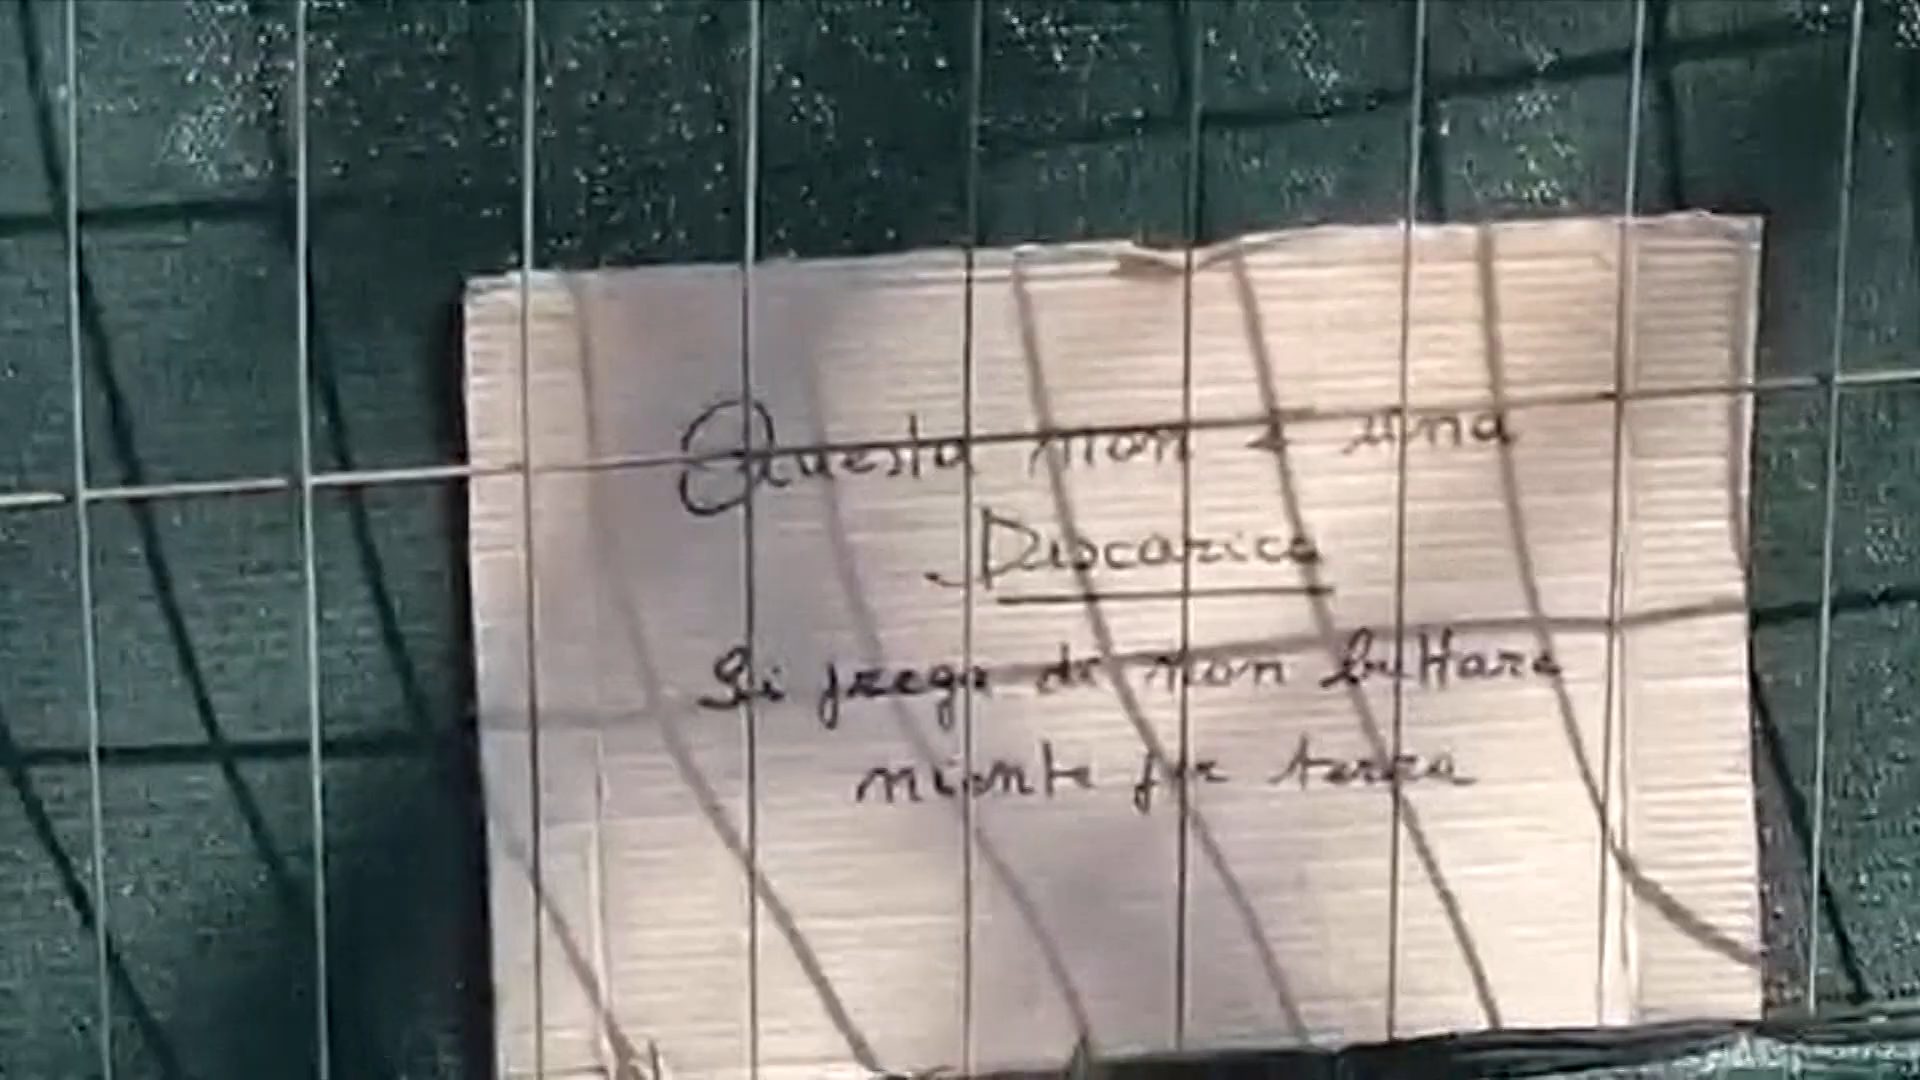 Questa non è una
Discarica
Si prega di non buttare
niente per terra